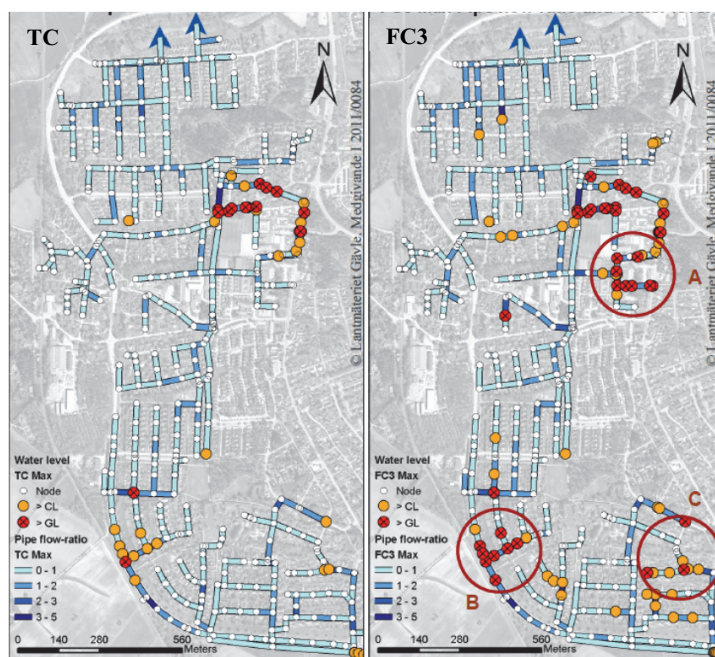 TC
N
© Lantmäteriet Gävle, Medgivande I 2011/0084
Water level
TC Max
Node
> CL
> GL
Pipe flow-ratio
TC Max
0 - 1
1 - 2
2 - 3
3 - 5
0 140 280 560
Meters
FC3
N
© Lantmäteriet Gävle, Medgivande I 2011/0084
A
B
C
Water level
FC3 Max
Node
> CL
> GL
Pipe flow-ratio
FC3 Max
0 - 1
1 - 2
2 - 3
3 - 5
0 140 280 560
Meters